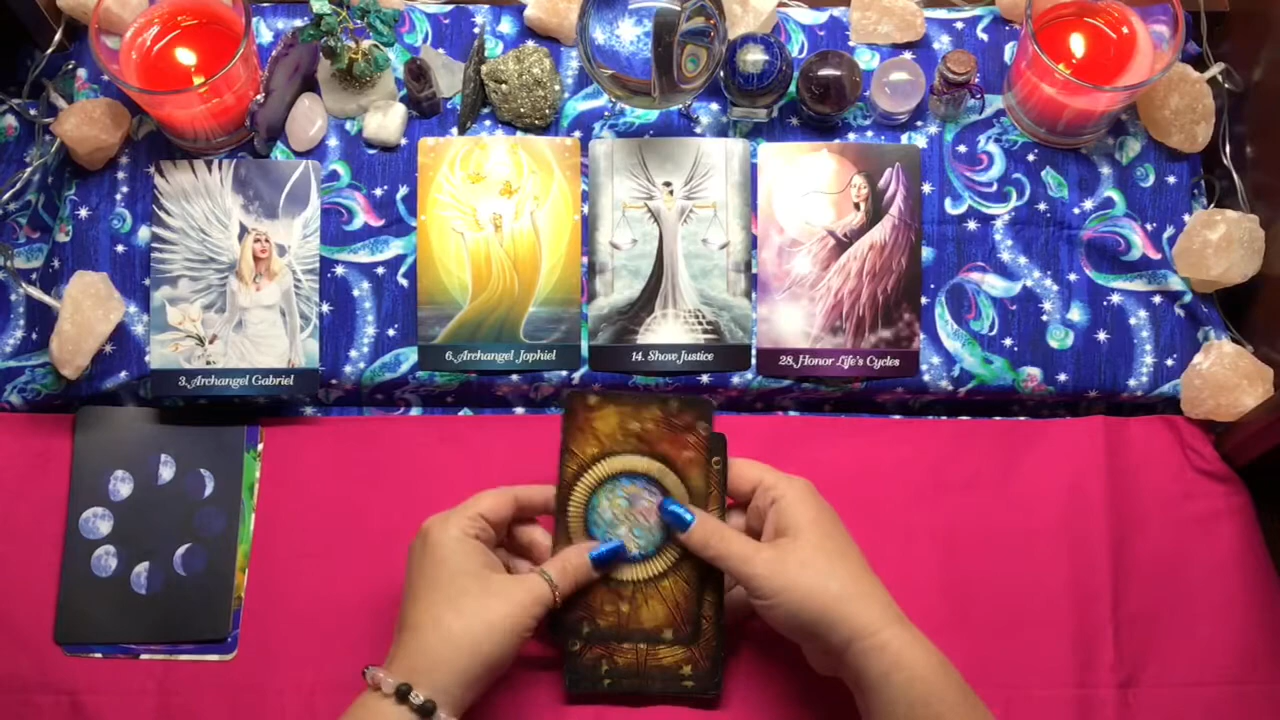 3. Archangel Gabriel
6. Archangel Jophiel
14. Show Justice
28. Honor Life's Cycles